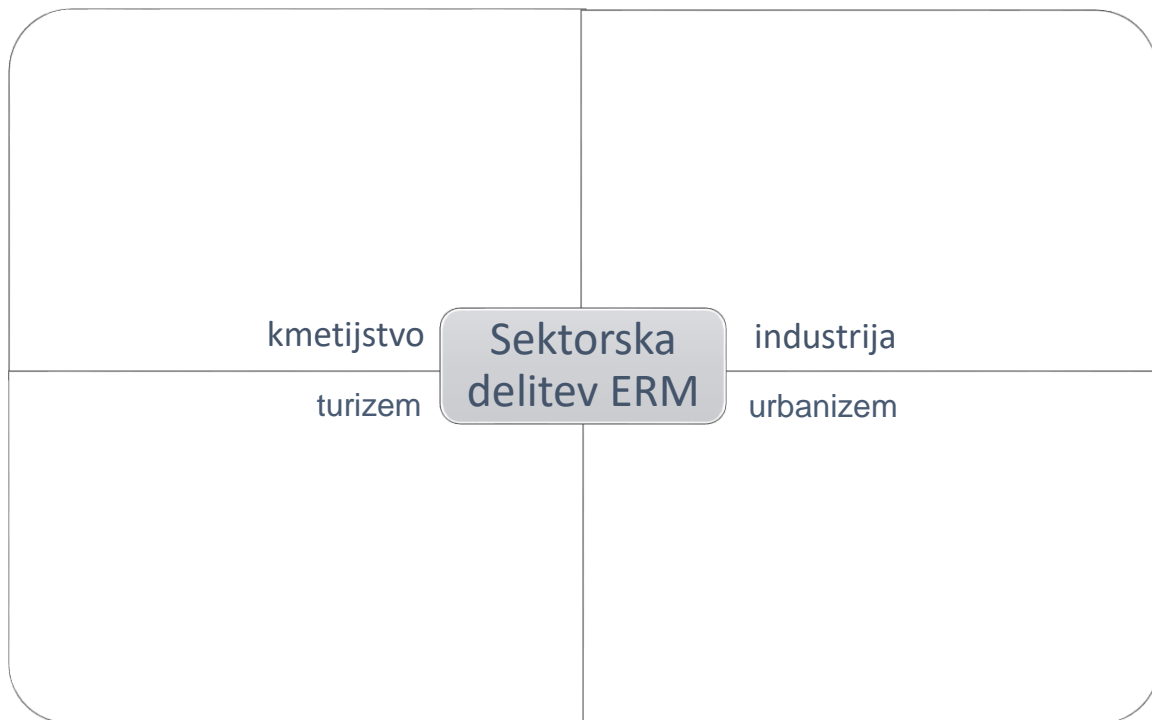 kmetijstvo
Sektorska
delitev ERM
industrija
turizem
urbanizem